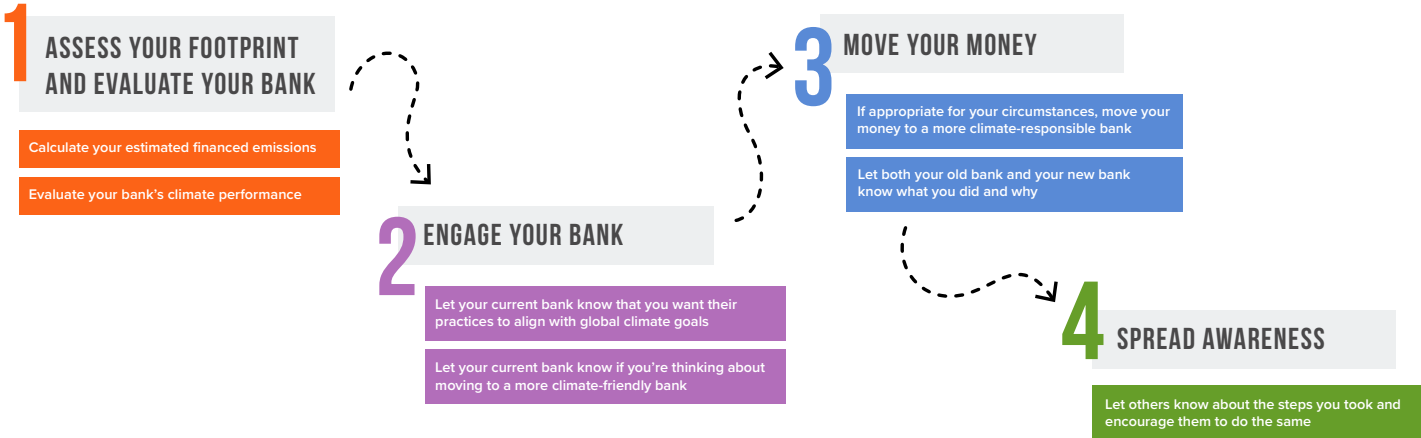 1
ASSESS YOUR FOOTPRINT
AND EVALUATE YOUR BANK
Calculate your estimated financed emissions
Evaluate your bank’s climate performance
2
ENGAGE YOUR BANK
Let your current bank know that you want their
practices to align with global climate goals
Let your current bank know if you’re thinking about
moving to a more climate-friendly bank
3
MOVE YOUR MONEY
If appropriate for your circumstances, move your
money to a more climate-responsible bank
Let both your old bank and your new bank
know what you did and why
4
SPREAD AWARENESS
Let others know about the steps you took and
encourage them to do the same